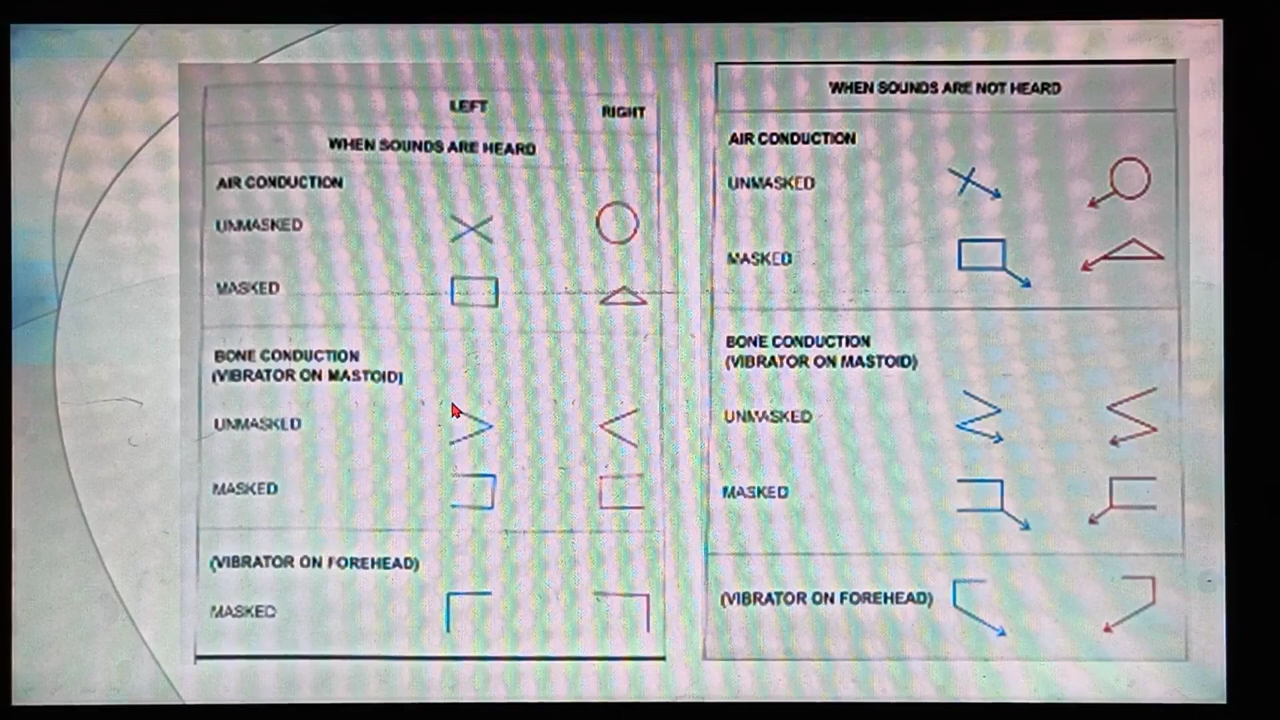 LEFT RIGHT
WHEN SOUNDS ARE HEARD
AIR CONDUCTION
UNMASKED
MASKED
BONE CONDUCTION
(VIBRATOR ON MASTOID)
UNMASKED
MASKED
(VIBRATOR ON FOREHEAD)
MASKED
WHEN SOUNDS ARE NOT HEARD
AIR CONDUCTION
UNMASKED
MASKED
BONE CONDUCTION
(VIBRATOR ON MASTOID)
UNMASKED
MASKED
(VIBRATOR ON FOREHEAD)